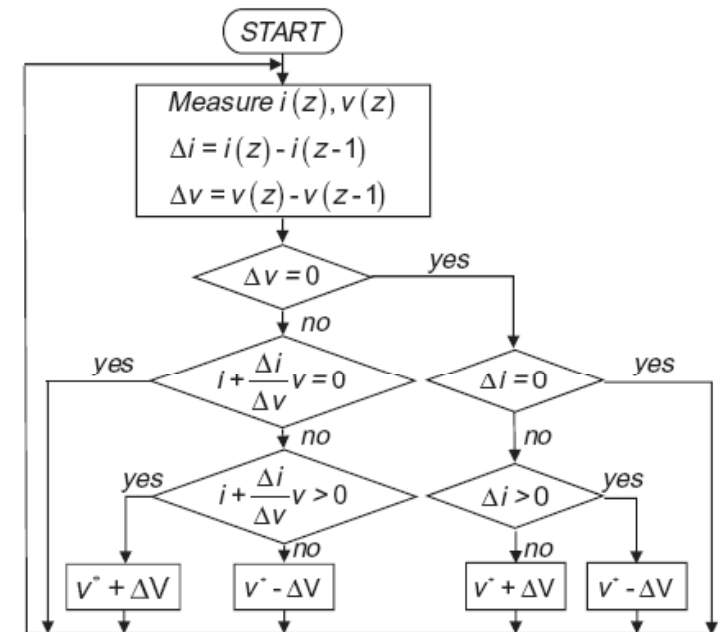 START
Measure i(z), v(z)
Δi = i(z) - i(z-1)
Δv = v(z) - v(z-1)
Δv = 0
yes
no
yes
i + Δi/Δv v = 0
Δi = 0
yes
no
no
yes
i + Δi/Δv v > 0
Δi > 0
yes
no
no
v* + ΔV
v* - ΔV
v* + ΔV
v* - ΔV